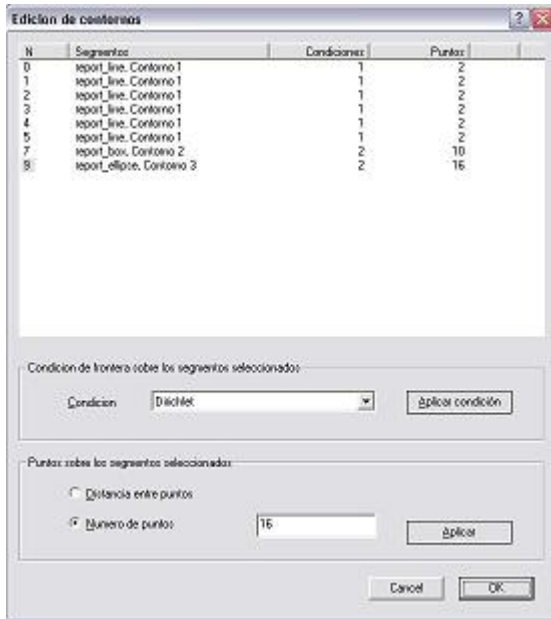 Edicion de contornos
N Segmentos Condiciones Puntos
0 report_line, Contorno 1 1 2
1 report_line, Contorno 1 1 2
2 report_line, Contorno 1 1 2
3 report_line, Contorno 1 1 2
4 report_line, Contorno 1 1 2
5 report_line, Contorno 1 1 2
7 report_box, Contorno 2 2 10
9 report_ellipse, Contorno 3 2 16
Condicion de frontera sobre los segmentos seleccionados
Condicion Dirichlet Aplicar condición
Puntos sobre los segmentos seleccionados
Distancia entre puntos
Numero de puntos 16 Aplicar
Cancel OK